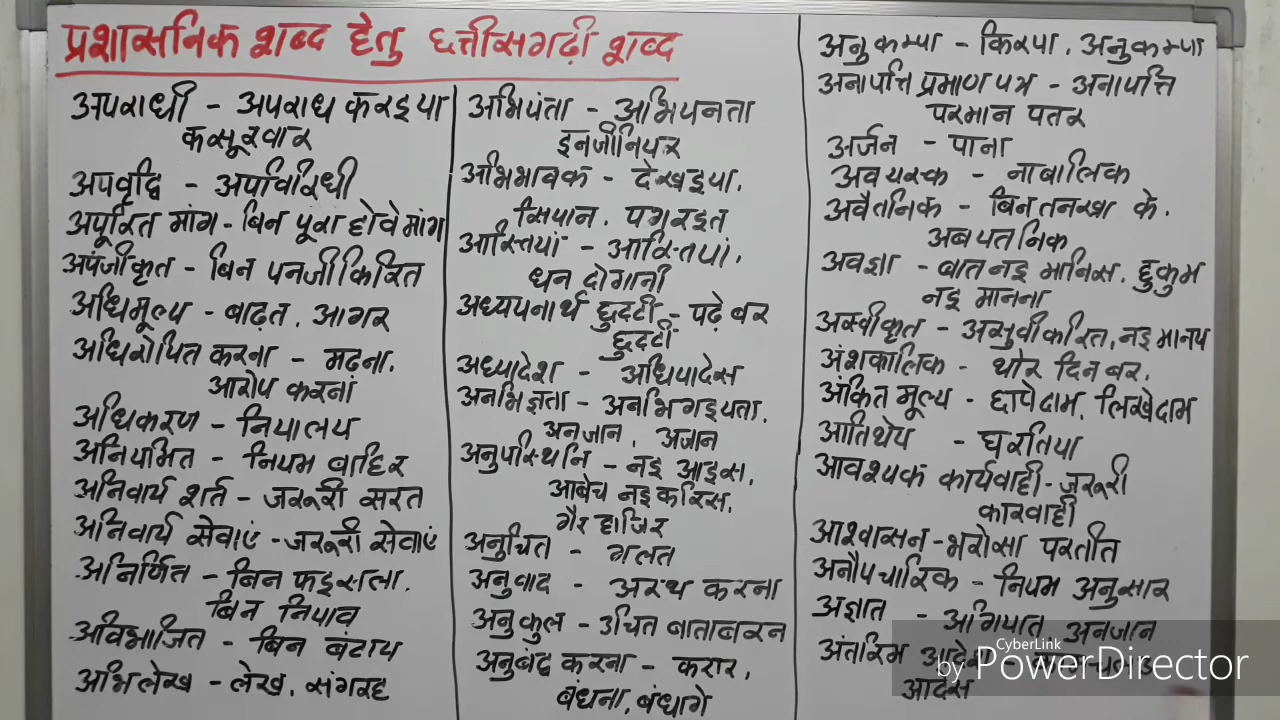 प्रशासनिक शब्द हेतु छत्तीसगढ़ी शब्द
अपराधी - अपराध करइया
कसूरवार
अपवृद्धि - अपविरिधी
अपूरित मांग - बिन पूरा होवे मांग
अपंजीकृत - बिन पनजीकिरित
अधिमूल्य - बाढ़त, आगर
अधिरोपित करना - मढ़ना,
आरोप करनां
अधिकरण - नियालय
अनियमित - नियम बाहिर
अनिवार्य शर्त - जरूरी सरत
अनिवार्य सेवाएं - जरूरी सेवाएं
अनिर्णित - बिन फइसला,
बिन नियाव
अविभाजित - बिन बंटाय
अभिलेख - लेख, संगरह
अभियंता - अभियनता
इनजीनियर
अभिभावक - देखइया,
सियान, पगरइत
आस्तियां - आस्तियां,
धन दोगानी
अध्ययनार्थ छुट्टी - पढ़े बर
छुट्टी
अध्यादेश - अधियादेस
अनभिज्ञता - अनभिगइयता,
अनजान, अजान
अनुपस्थिति - नइ आइस,
आबेच नइ करिस,
गैर हाजिर
अनुचित - गलत
अनुवाद - अरथ करना
अनुकुल - उचित बाताबरन
अनुबंद करना - करार,
बंधना, बंधागे
अनुकम्पा - किरपा, अनुकम्पा
अनापत्ति प्रमाण पत्र - अनापत्ति
परमान पतर
अर्जन - पाना
अवयस्क - नाबालिक
अवैतनिक - बिन तनखा के,
अबयतनिक
अवज्ञा - बात नइ मानिस, हुकुम
नइ मानना
अस्वीकृत - असुवीकरित, नइ मानय
अंशकालिक - थोर दिन बर,
अंकित मूल्य - छापे दाम, लिखे दाम
आतिथेय - घरतिया
आवश्यक कार्यवाही - जरूरी
कारवाही
आश्वासन - भरोसा परतीत
अनौपचारिक - नियम अनुसार
अज्ञात - अगियात अनजान
अंतरिम
आदेस
CyberLink
by PowerDirector